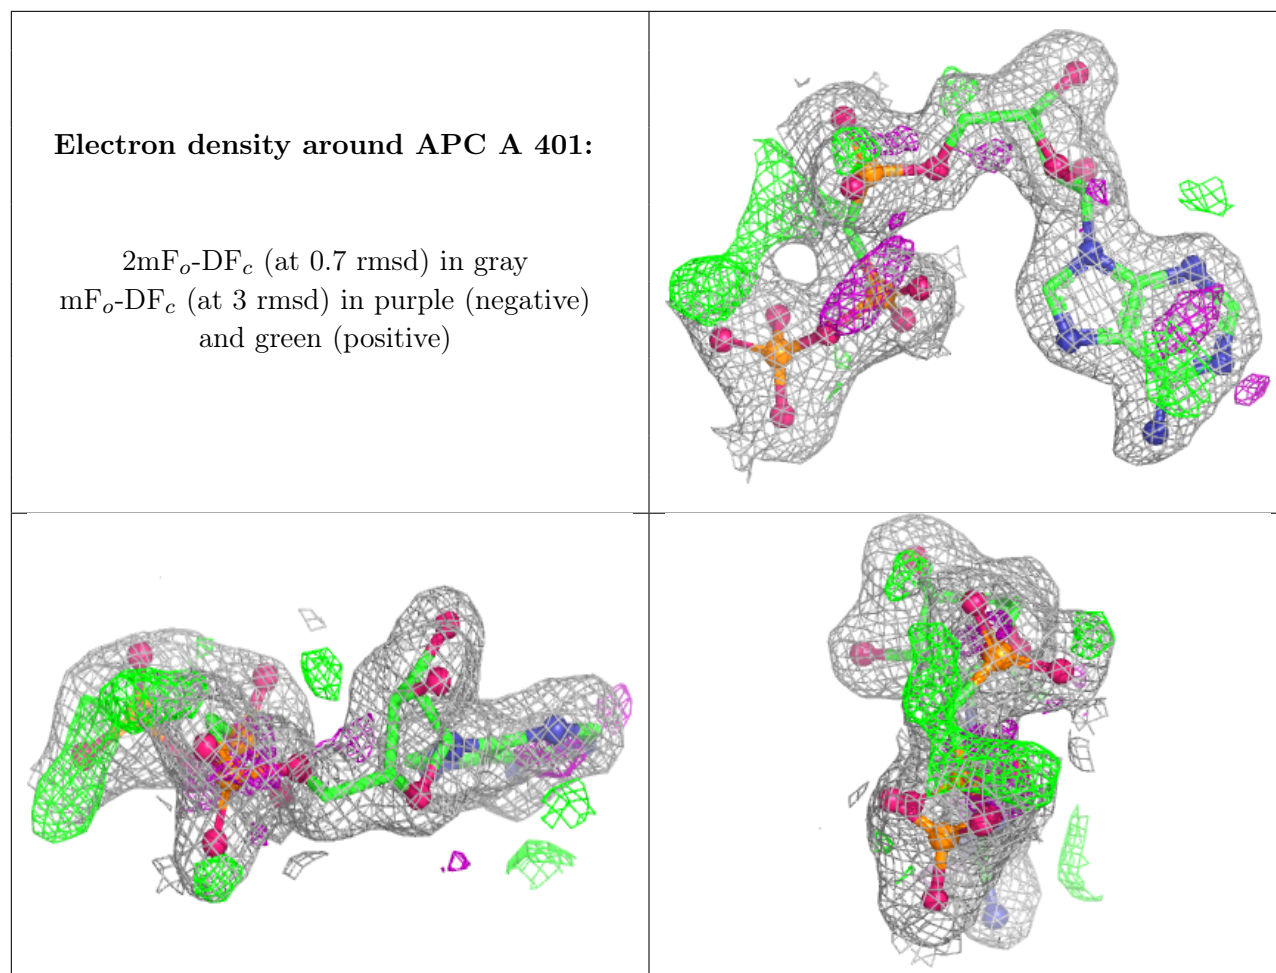 Electron density around APC A 401:
2mFo-DFc (at 0.7 rmsd) in gray
mFo-DFc (at 3 rmsd) in purple (negative)
and green (positive)